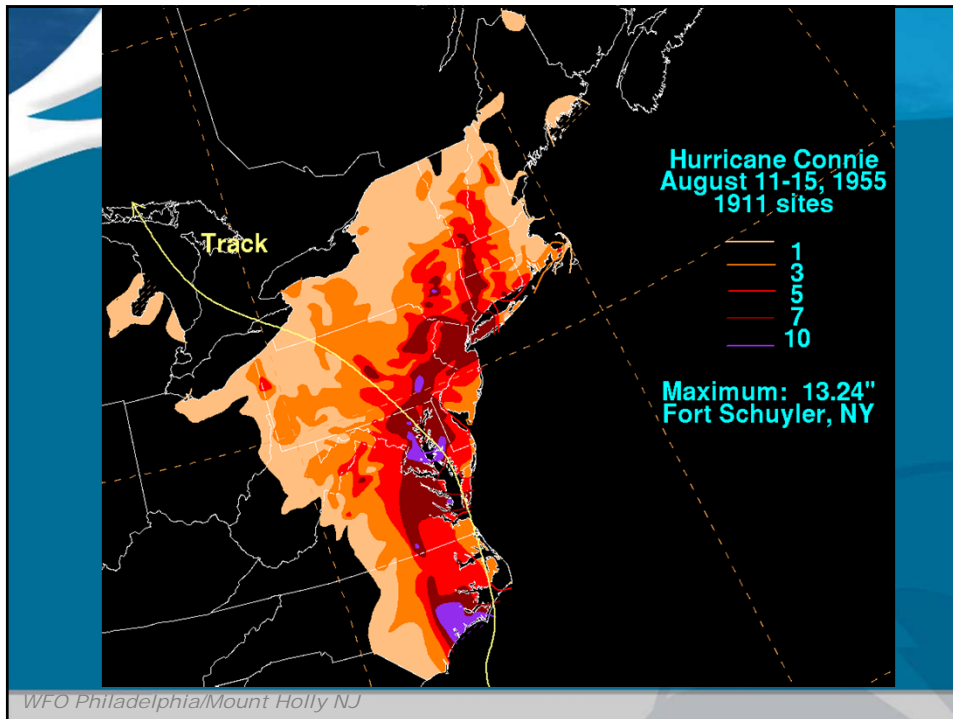 Hurricane Connie
August 11-15, 1955
1911 sites
Track
1
3
5
7
10
Maximum: 13.24"
Fort Schuyler, NY
WFO Philadelphia/Mount Holly NJ